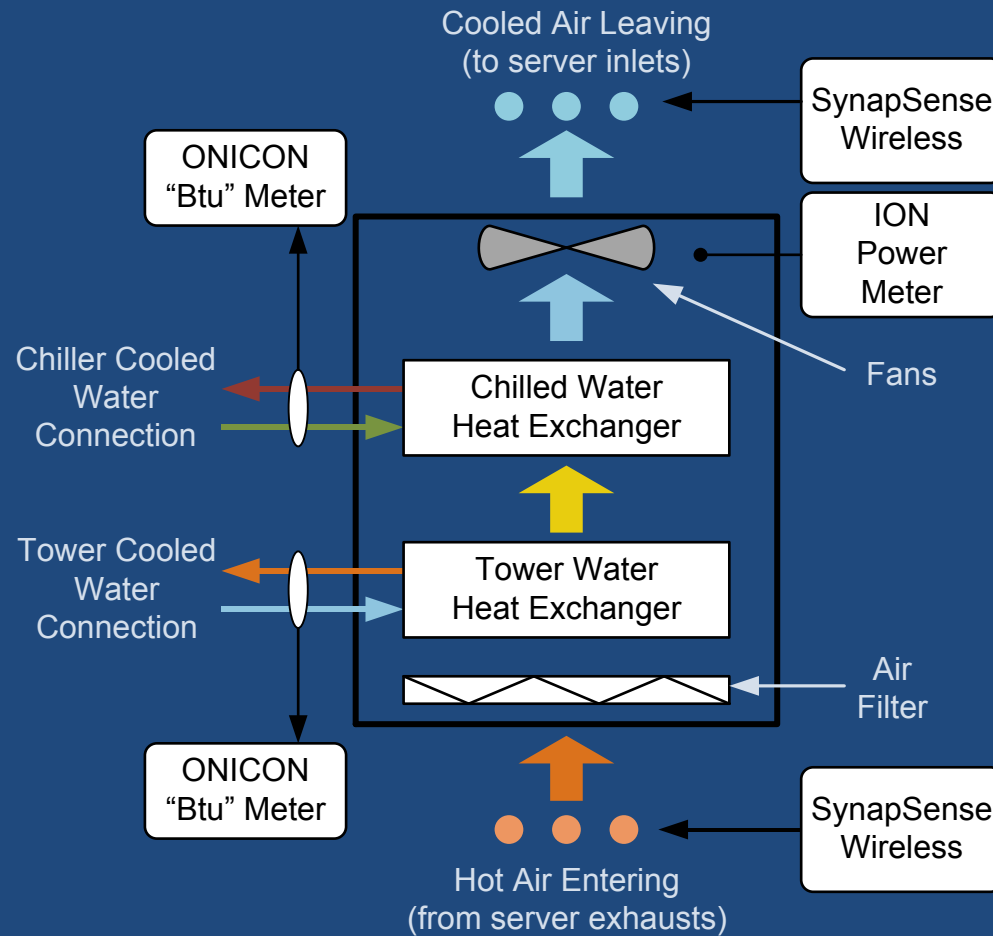 Cooled Air Leaving
(to server inlets)
SynapSense
Wireless
ONICON
“Btu” Meter
ION
Power
Meter
Chiller Cooled
Water
Connection
Chilled Water
Heat Exchanger
Fans
Tower Cooled
Water
Connection
Tower Water
Heat Exchanger
Air
Filter
ONICON
“Btu” Meter
SynapSense
Wireless
Hot Air Entering
(from server exhausts)